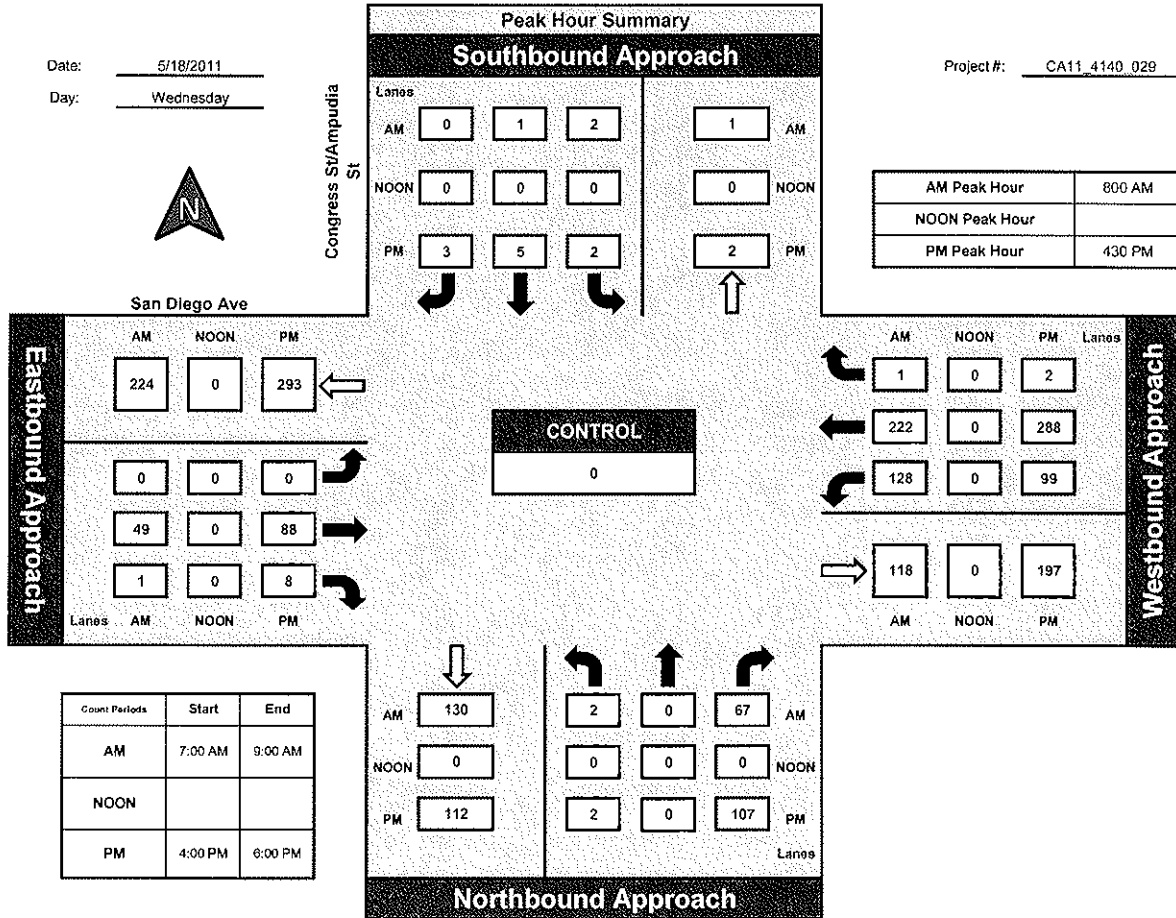 Peak Hour Summary
Southbound Approach
Date: 5/18/2011
Day: Wednesday
Project #: CA11_4140_029
Congress St/Ampudia
St
N
San Diego Ave
Lanes
AM 0 1 2 1 AM
NOON 0 0 0 0 NOON
PM 3 5 2 2 PM
AM Peak Hour 800 AM
NOON Peak Hour
PM Peak Hour 430 PM
Eastbound Approach
AM NOON PM
224 0 293
0 0 0
49 0 88
1 0 8
Lanes AM NOON PM
CONTROL
0
AM NOON PM Lanes
1 0 2
222 0 288
128 0 99
118 0 197
AM NOON PM
Westbound Approach
Count Periods Start End
AM 7:00 AM 9:00 AM
NOON
PM 4:00 PM 6:00 PM
AM 130 2 0 67 AM
NOON 0 0 0 0 NOON
PM 112 2 0 107 PM
Lanes
Northbound Approach